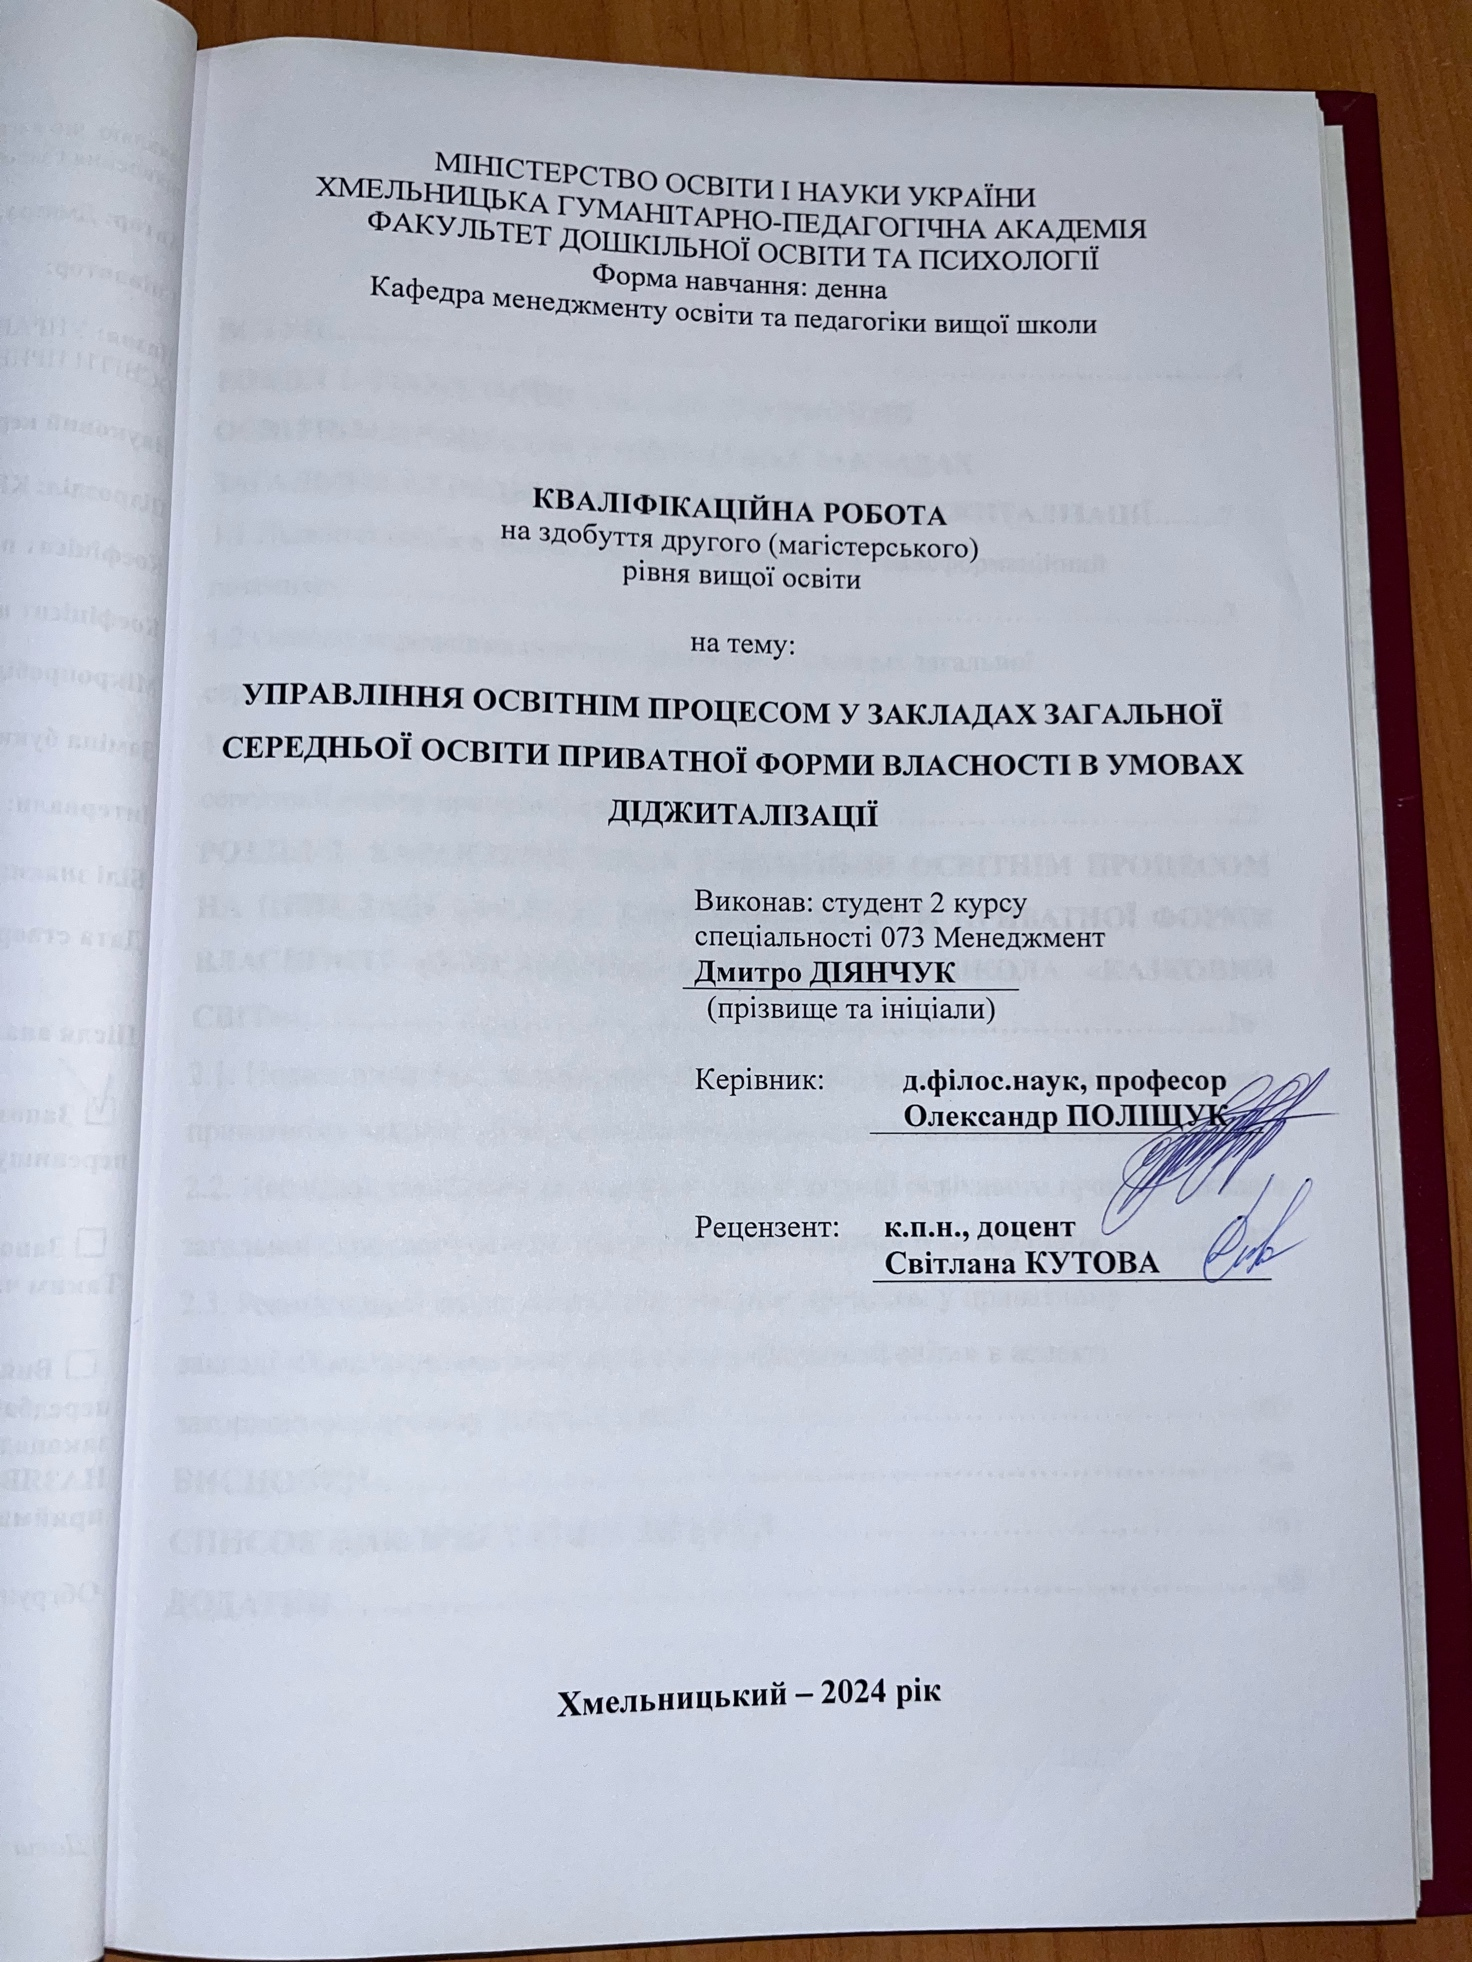 МІНІСТЕРСТВО ОСВІТИ І НАУКИ УКРАЇНИ
ХМЕЛЬНИЦЬКА ГУМАНІТАРНО-ПЕДАГОГІЧНА АКАДЕМІЯ
ФАКУЛЬТЕТ ДОШКІЛЬНОЇ ОСВІТИ ТА ПСИХОЛОГІЇ
Форма навчання: денна
Кафедра менеджменту освіти та педагогіки вищої школи
КВАЛІФІКАЦІЙНА РОБОТА
на здобуття другого (магістерського)
рівня вищої освіти
на тему:
УПРАВЛІННЯ ОСВІТНІМ ПРОЦЕСОМ У ЗАКЛАДАХ ЗАГАЛЬНОЇ
СЕРЕДНЬОЇ ОСВІТИ ПРИВАТНОЇ ФОРМИ ВЛАСНОСТІ В УМОВАХ
ДІДЖИТАЛІЗАЦІЇ
Виконав: студент 2 курсу
спеціальності 073 Менеджмент
Дмитро ДІЯНЧУК
(прізвище та ініціали)
Керівник: д.філос.наук, професор
Олександр ПОЛІЩУК
Рецензент: к.п.н., доцент
Світлана КУТОВА
Хмельницький – 2024 рік